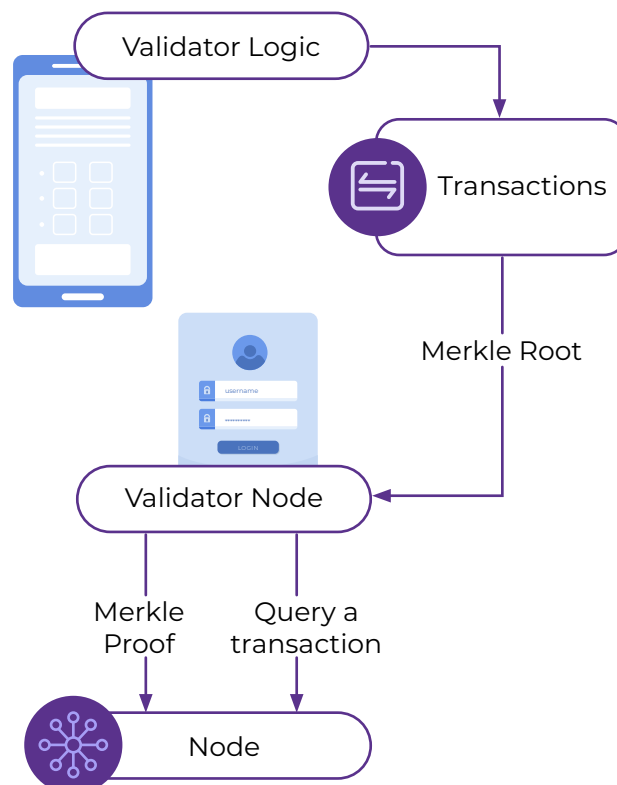 Validator Logic
Transactions
Merkle Root
username
LOGIN
Validator Node
Merkle
Proof
Query a
transaction
Node